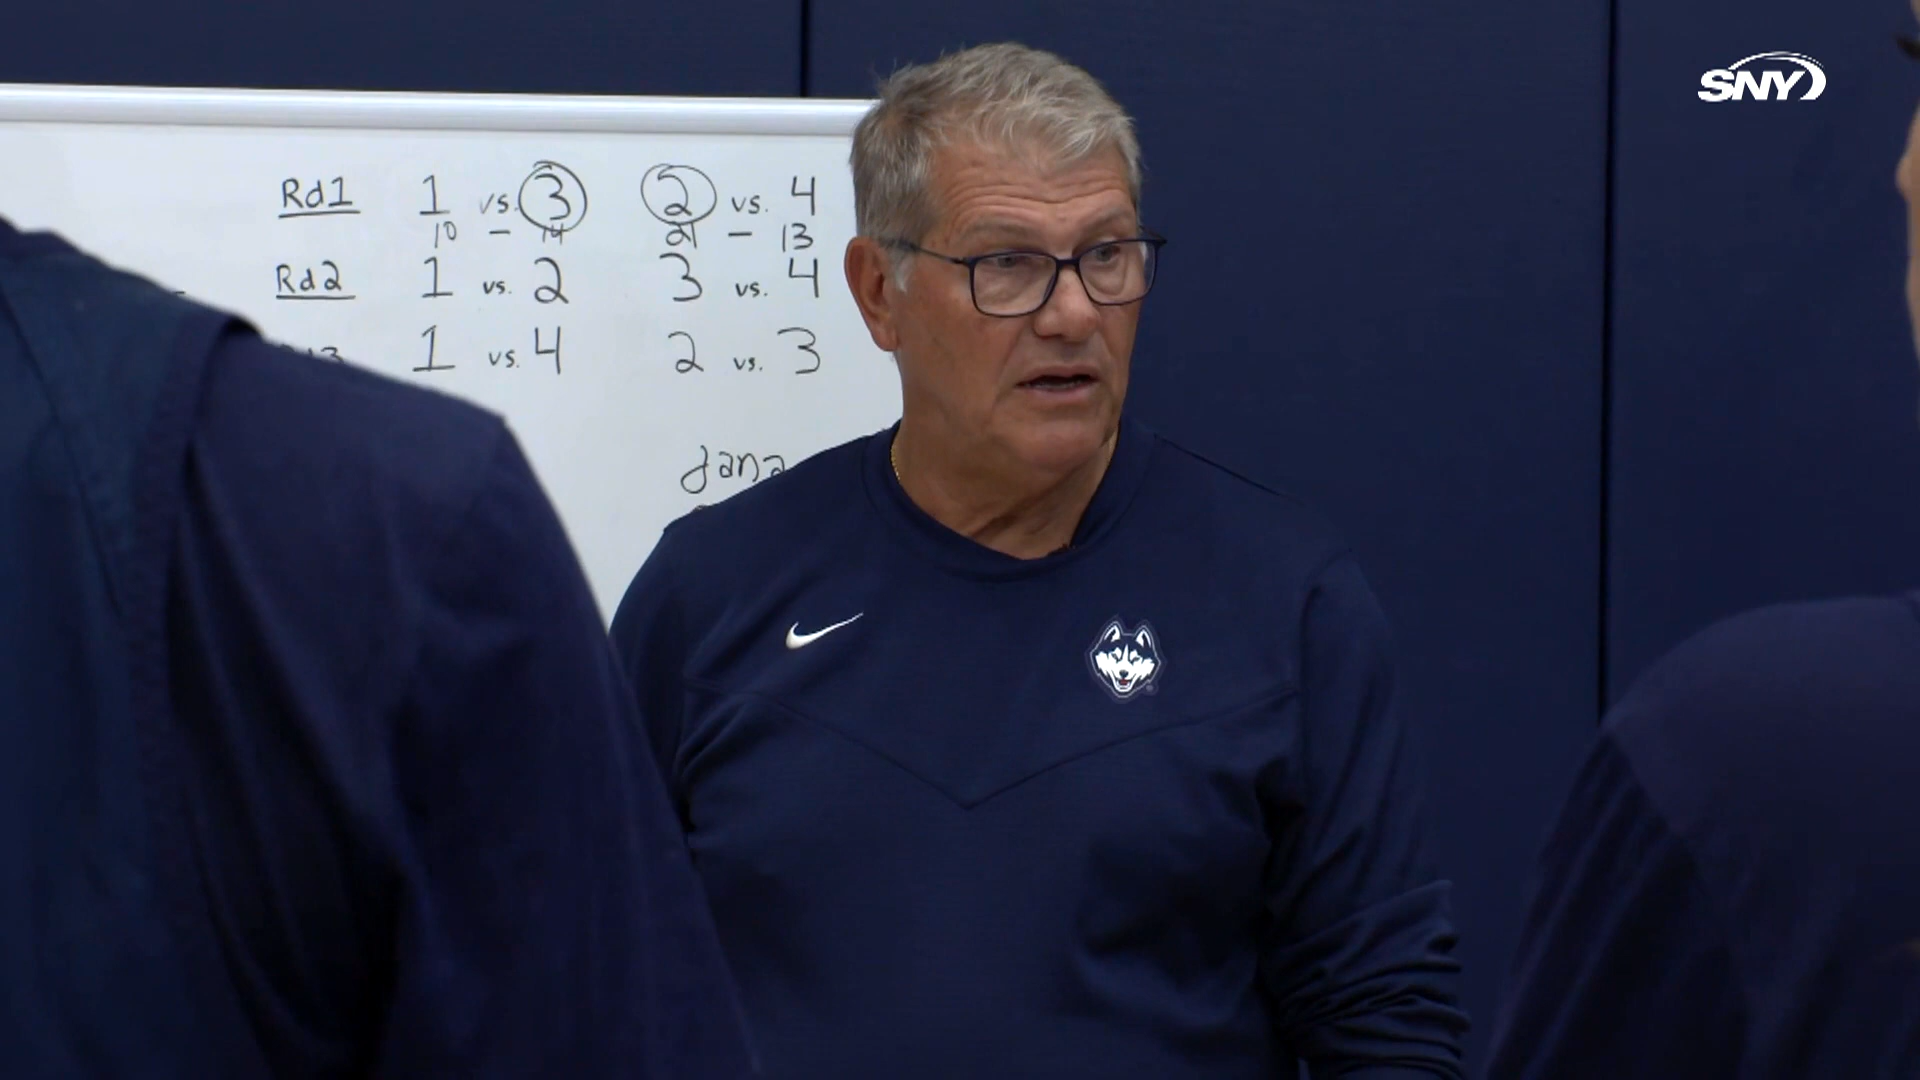 SNY
Rd1 1 vs. 3 2 vs. 4
10 - 14 21 - 13
Rd2 1 vs. 2 3 vs. 4
1 vs. 4 2 vs. 3
Jana